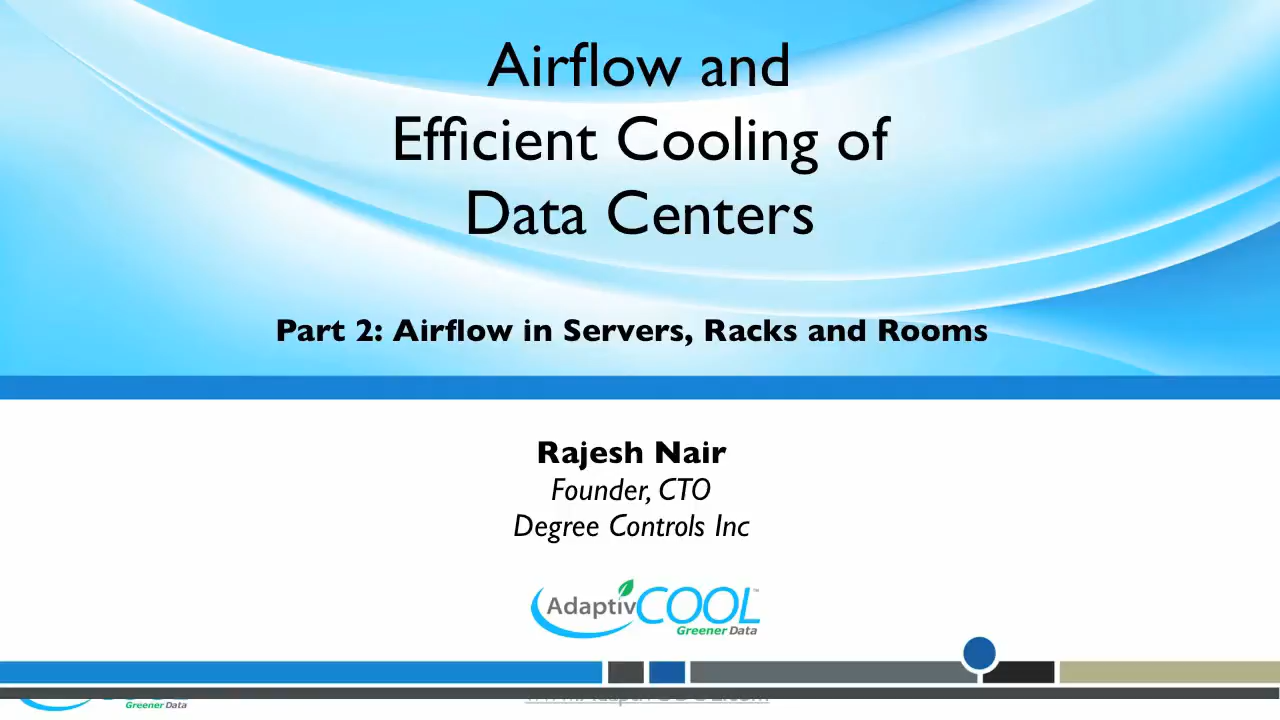 Airflow and
Efficient Cooling of
Data Centers
Part 2: Airflow in Servers, Racks and Rooms
Rajesh Nair
Founder, CTO
Degree Controls Inc
AdaptivCOOL™
Greener Data
Greener Data